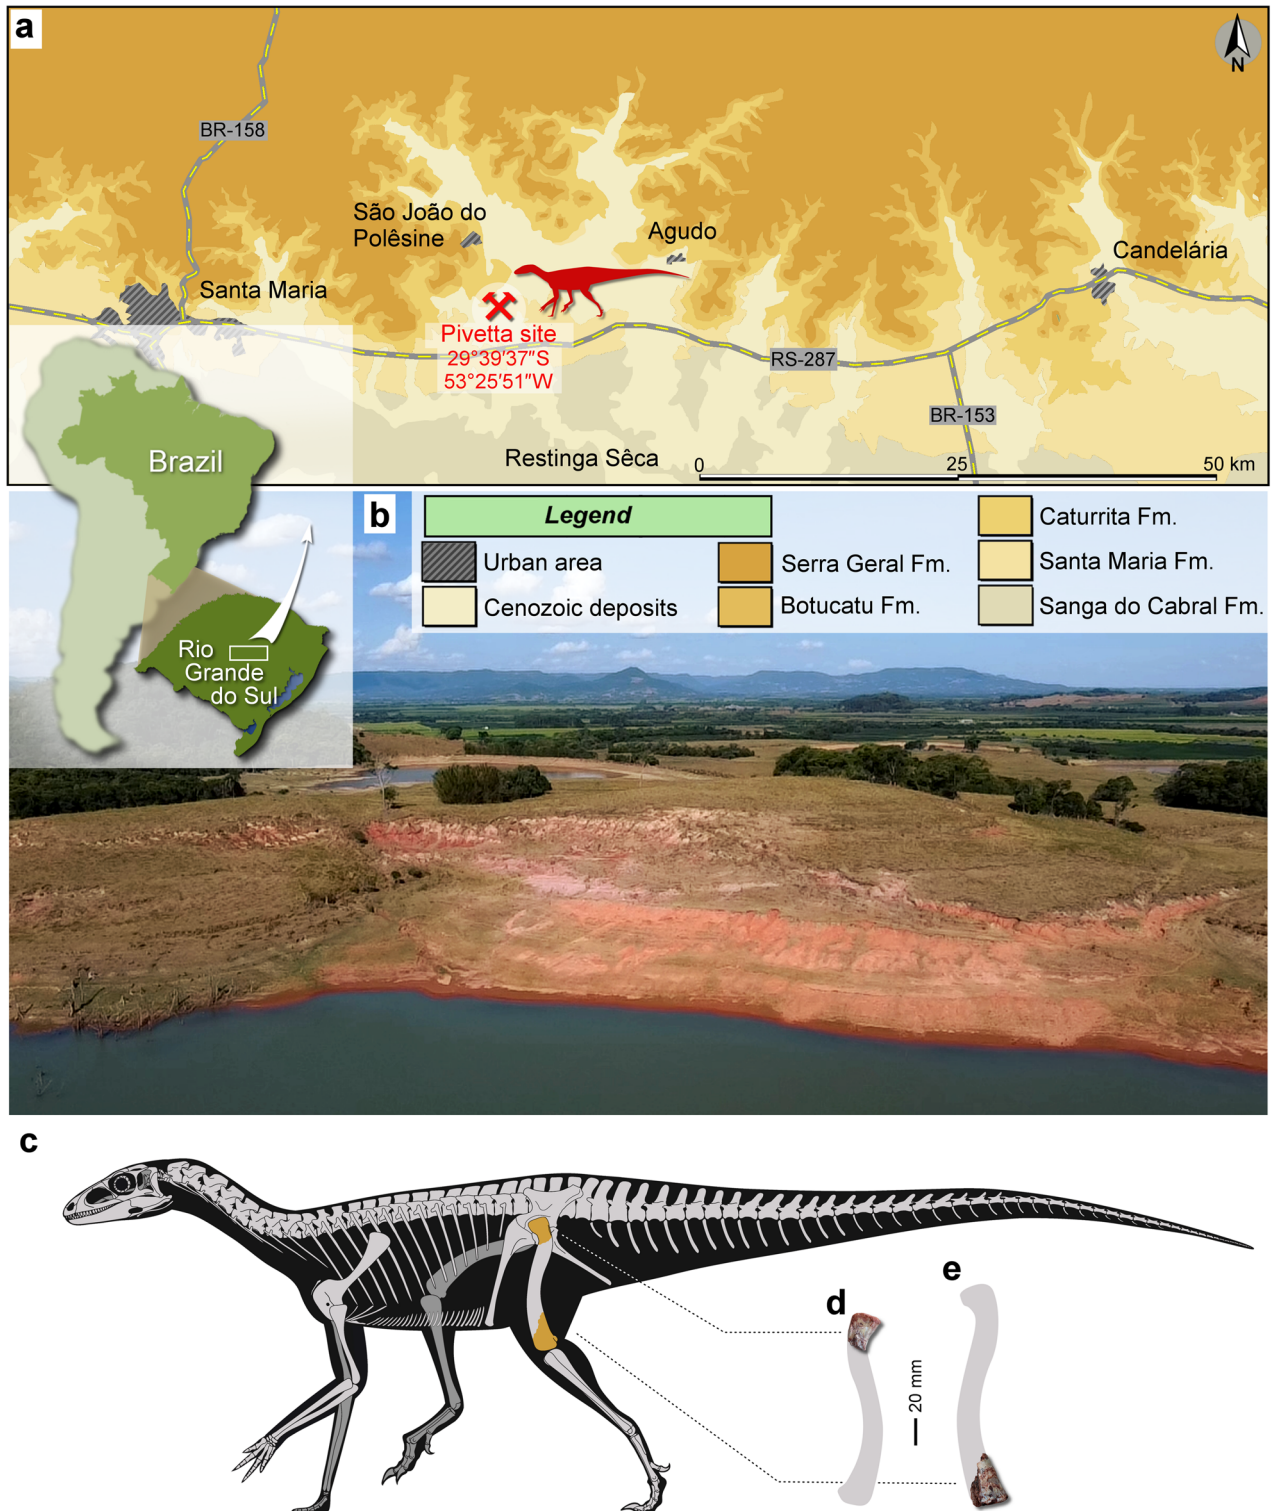 a
N
BR-158
São João do
Polêsine
Agudo
Candelária
Santa Maria
Pivetta site
29°39′37″S
53°25′51″W
RS-287
BR-153
Restinga Sêca
0
25
50 km
Brazil
Rio
Grande
do Sul
b
Legend
Urban area
Cenozoic deposits
Serra Geral Fm.
Botucatu Fm.
Caturrita Fm.
Santa Maria Fm.
Sanga do Cabral Fm.
c
d
e
20 mm